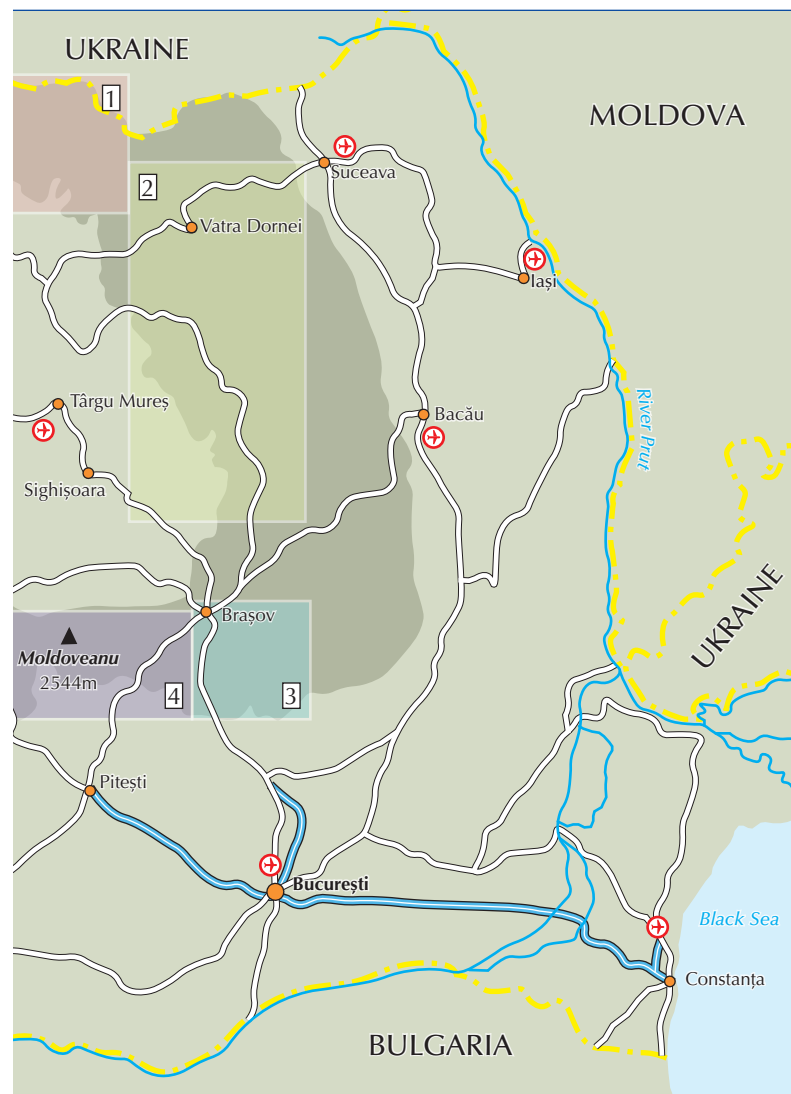 UKRAINE
1
MOLDOVA
2
Suceava
Vatra Dornei
Iași
Târgu Mureș
Bacău
River Prut
Sighișoara
UKRAINE
Brașov
Moldoveanu
2544m
4
3
Pitești
București
Black Sea
Constanța
BULGARIA